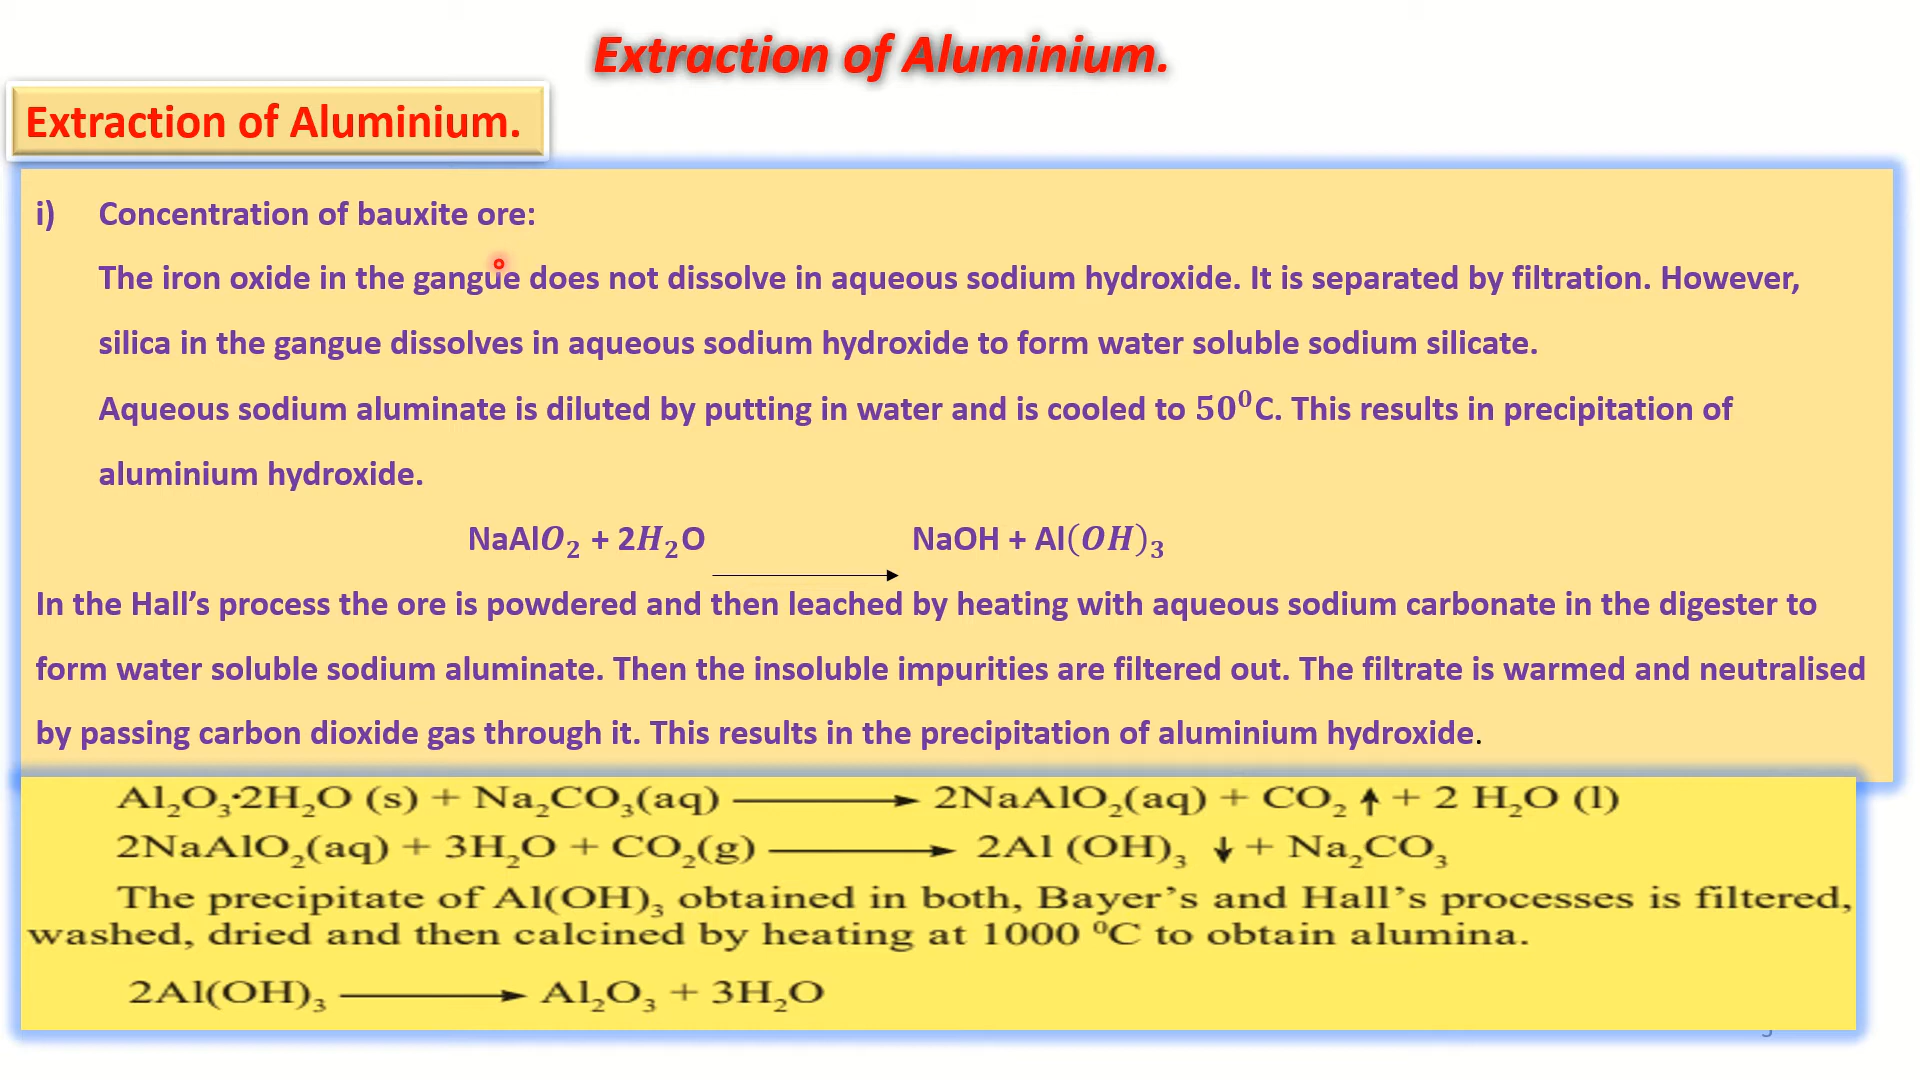 Extraction of Aluminium.
Extraction of Aluminium.
i) Concentration of bauxite ore:
The iron oxide in the gangue does not dissolve in aqueous sodium hydroxide. It is separated by filtration. However,
silica in the gangue dissolves in aqueous sodium hydroxide to form water soluble sodium silicate.
Aqueous sodium aluminate is diluted by putting in water and is cooled to 50⁰C. This results in precipitation of
aluminium hydroxide.
NaAlO₂ + 2H₂O ⟶ NaOH + Al(OH)₃
In the Hall’s process the ore is powdered and then leached by heating with aqueous sodium carbonate in the digester to
form water soluble sodium aluminate. Then the insoluble impurities are filtered out. The filtrate is warmed and neutralised
by passing carbon dioxide gas through it. This results in the precipitation of aluminium hydroxide.
Al₂O₃·2H₂O (s) + Na₂CO₃(aq) ⟶ 2NaAlO₂(aq) + CO₂ ↑ + 2 H₂O (l)
2NaAlO₂(aq) + 3H₂O + CO₂(g) ⟶ 2Al (OH)₃ ↓ + Na₂CO₃
The precipitate of Al(OH)₃ obtained in both, Bayer’s and Hall’s processes is filtered,
washed, dried and then calcined by heating at 1000 ⁰C to obtain alumina.
2Al(OH)₃ ⟶ Al₂O₃ + 3H₂O